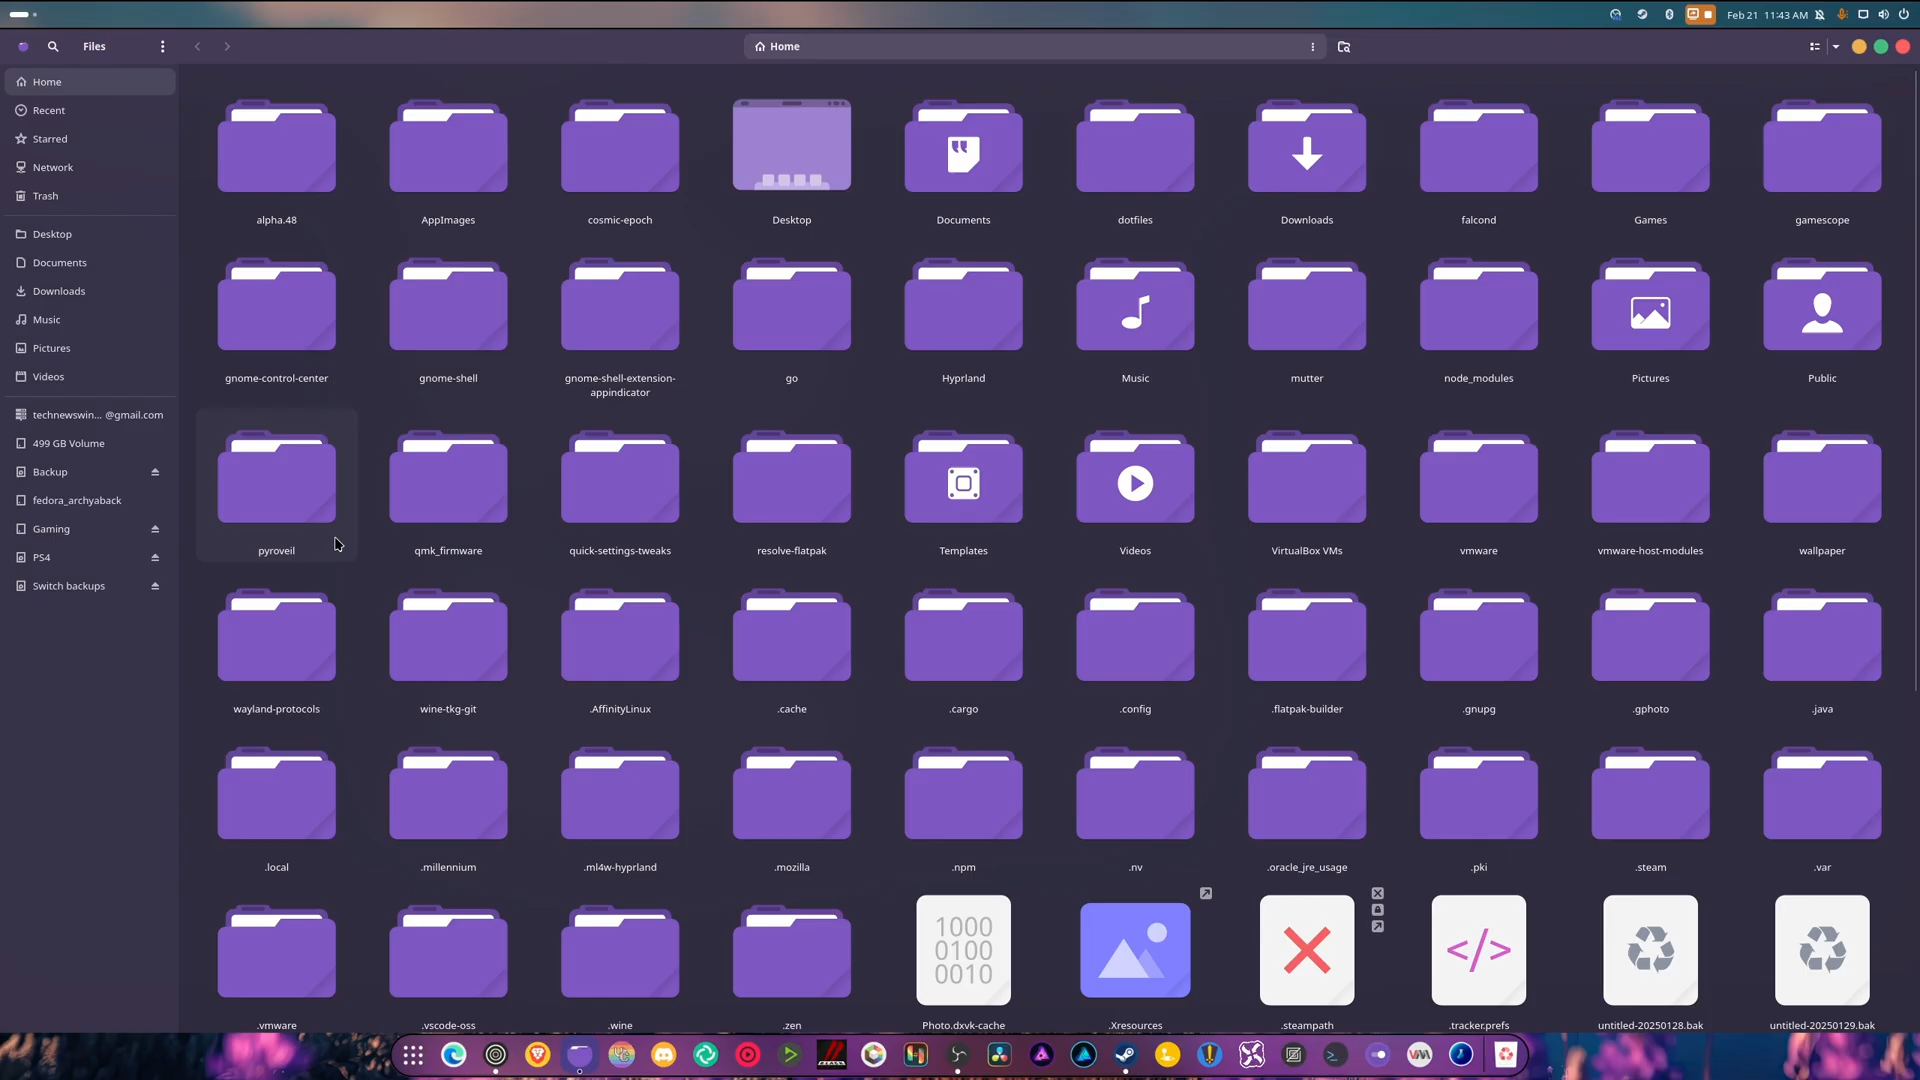 Feb 21 11:43 AM
Files
Home
Home
Recent
Starred
Network
Trash
Desktop
Documents
Downloads
Music
Pictures
Videos
technewswin... @gmail.com
499 GB Volume
Backup
fedora_archyaback
Gaming
PS4
Switch backups
alpha.48
AppImages
cosmic-epoch
Desktop
Documents
dotfiles
Downloads
falcond
Games
gamescope
gnome-control-center
gnome-shell
gnome-shell-extension-
appindicator
go
Hyprland
Music
mutter
node_modules
Pictures
Public
pyroveil
qmk_firmware
quick-settings-tweaks
resolve-flatpak
Templates
Videos
VirtualBox VMs
vmware
vmware-host-modules
wallpaper
wayland-protocols
wine-tkg-git
.AffinityLinux
.cache
.cargo
.config
.flatpak-builder
.gnupg
.gphoto
.java
.local
.millennium
.ml4w-hyprland
.mozilla
.npm
.nv
.oracle_jre_usage
.pki
.steam
.var
1000
0100
0010
</>
.vmware
.vscode-oss
.wine
.zen
Photo.dxvk-cache
.Xresources
.steampath
.tracker.prefs
untitled-20250128.bak
untitled-20250129.bak